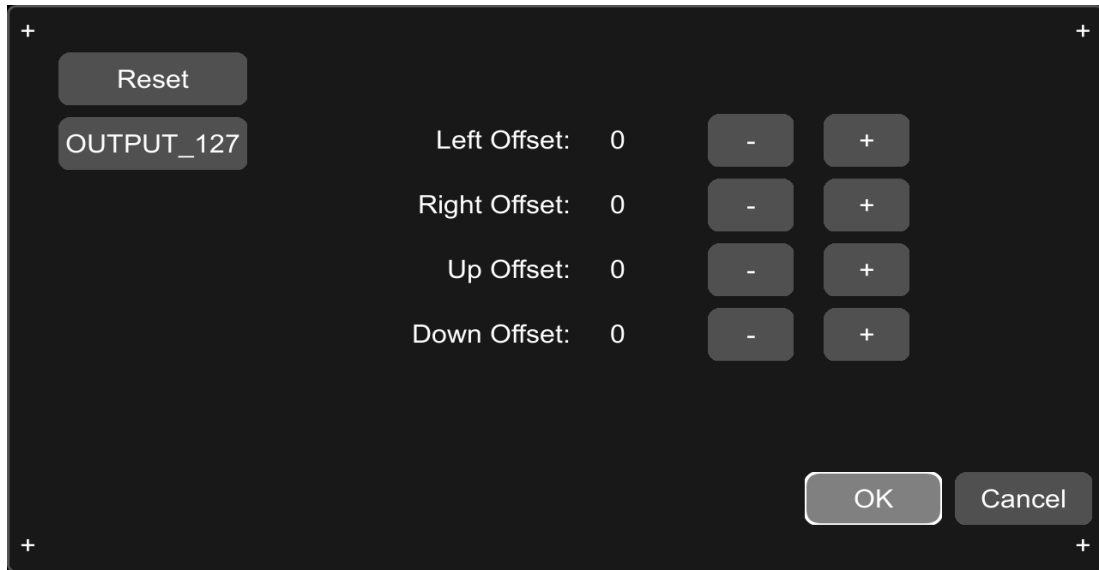 + +
Reset
OUTPUT_127
Left Offset: 0 - +
Right Offset: 0 - +
Up Offset: 0 - +
Down Offset: 0 - +
OK Cancel
+ +